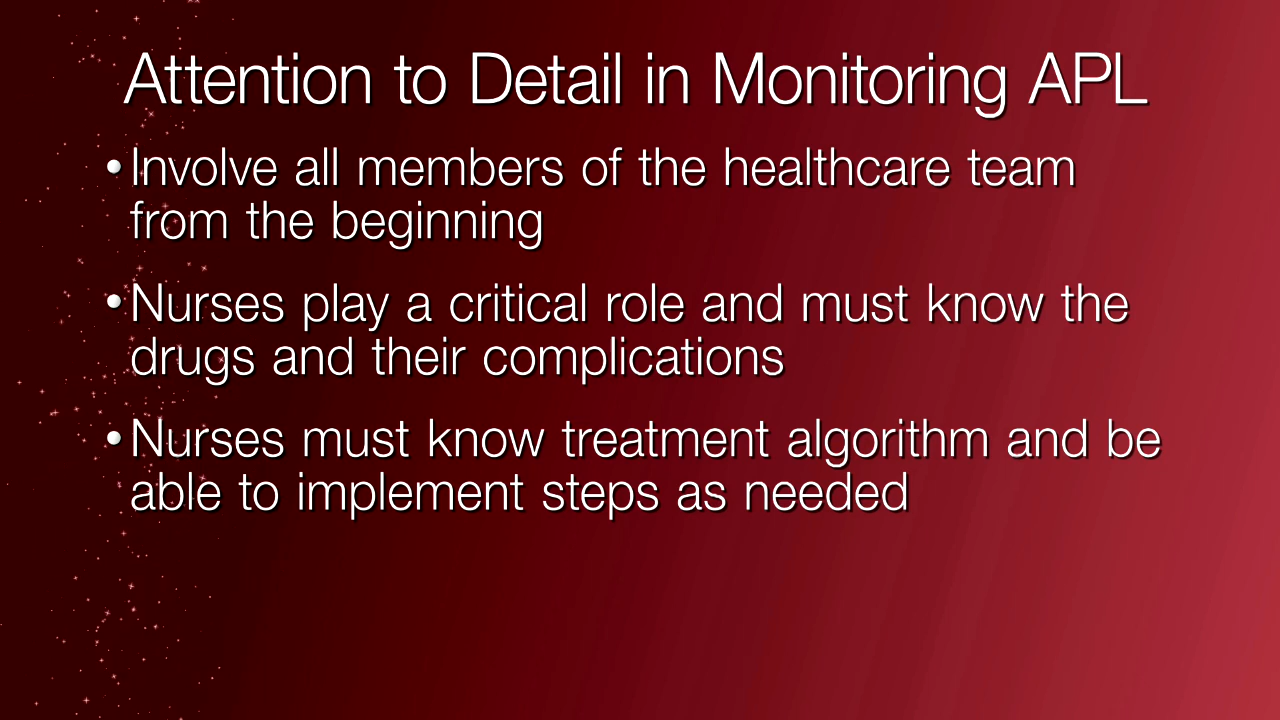 Attention to Detail in Monitoring APL
•Involve all members of the healthcare team
from the beginning
•Nurses play a critical role and must know the
drugs and their complications
•Nurses must know treatment algorithm and be
able to implement steps as needed